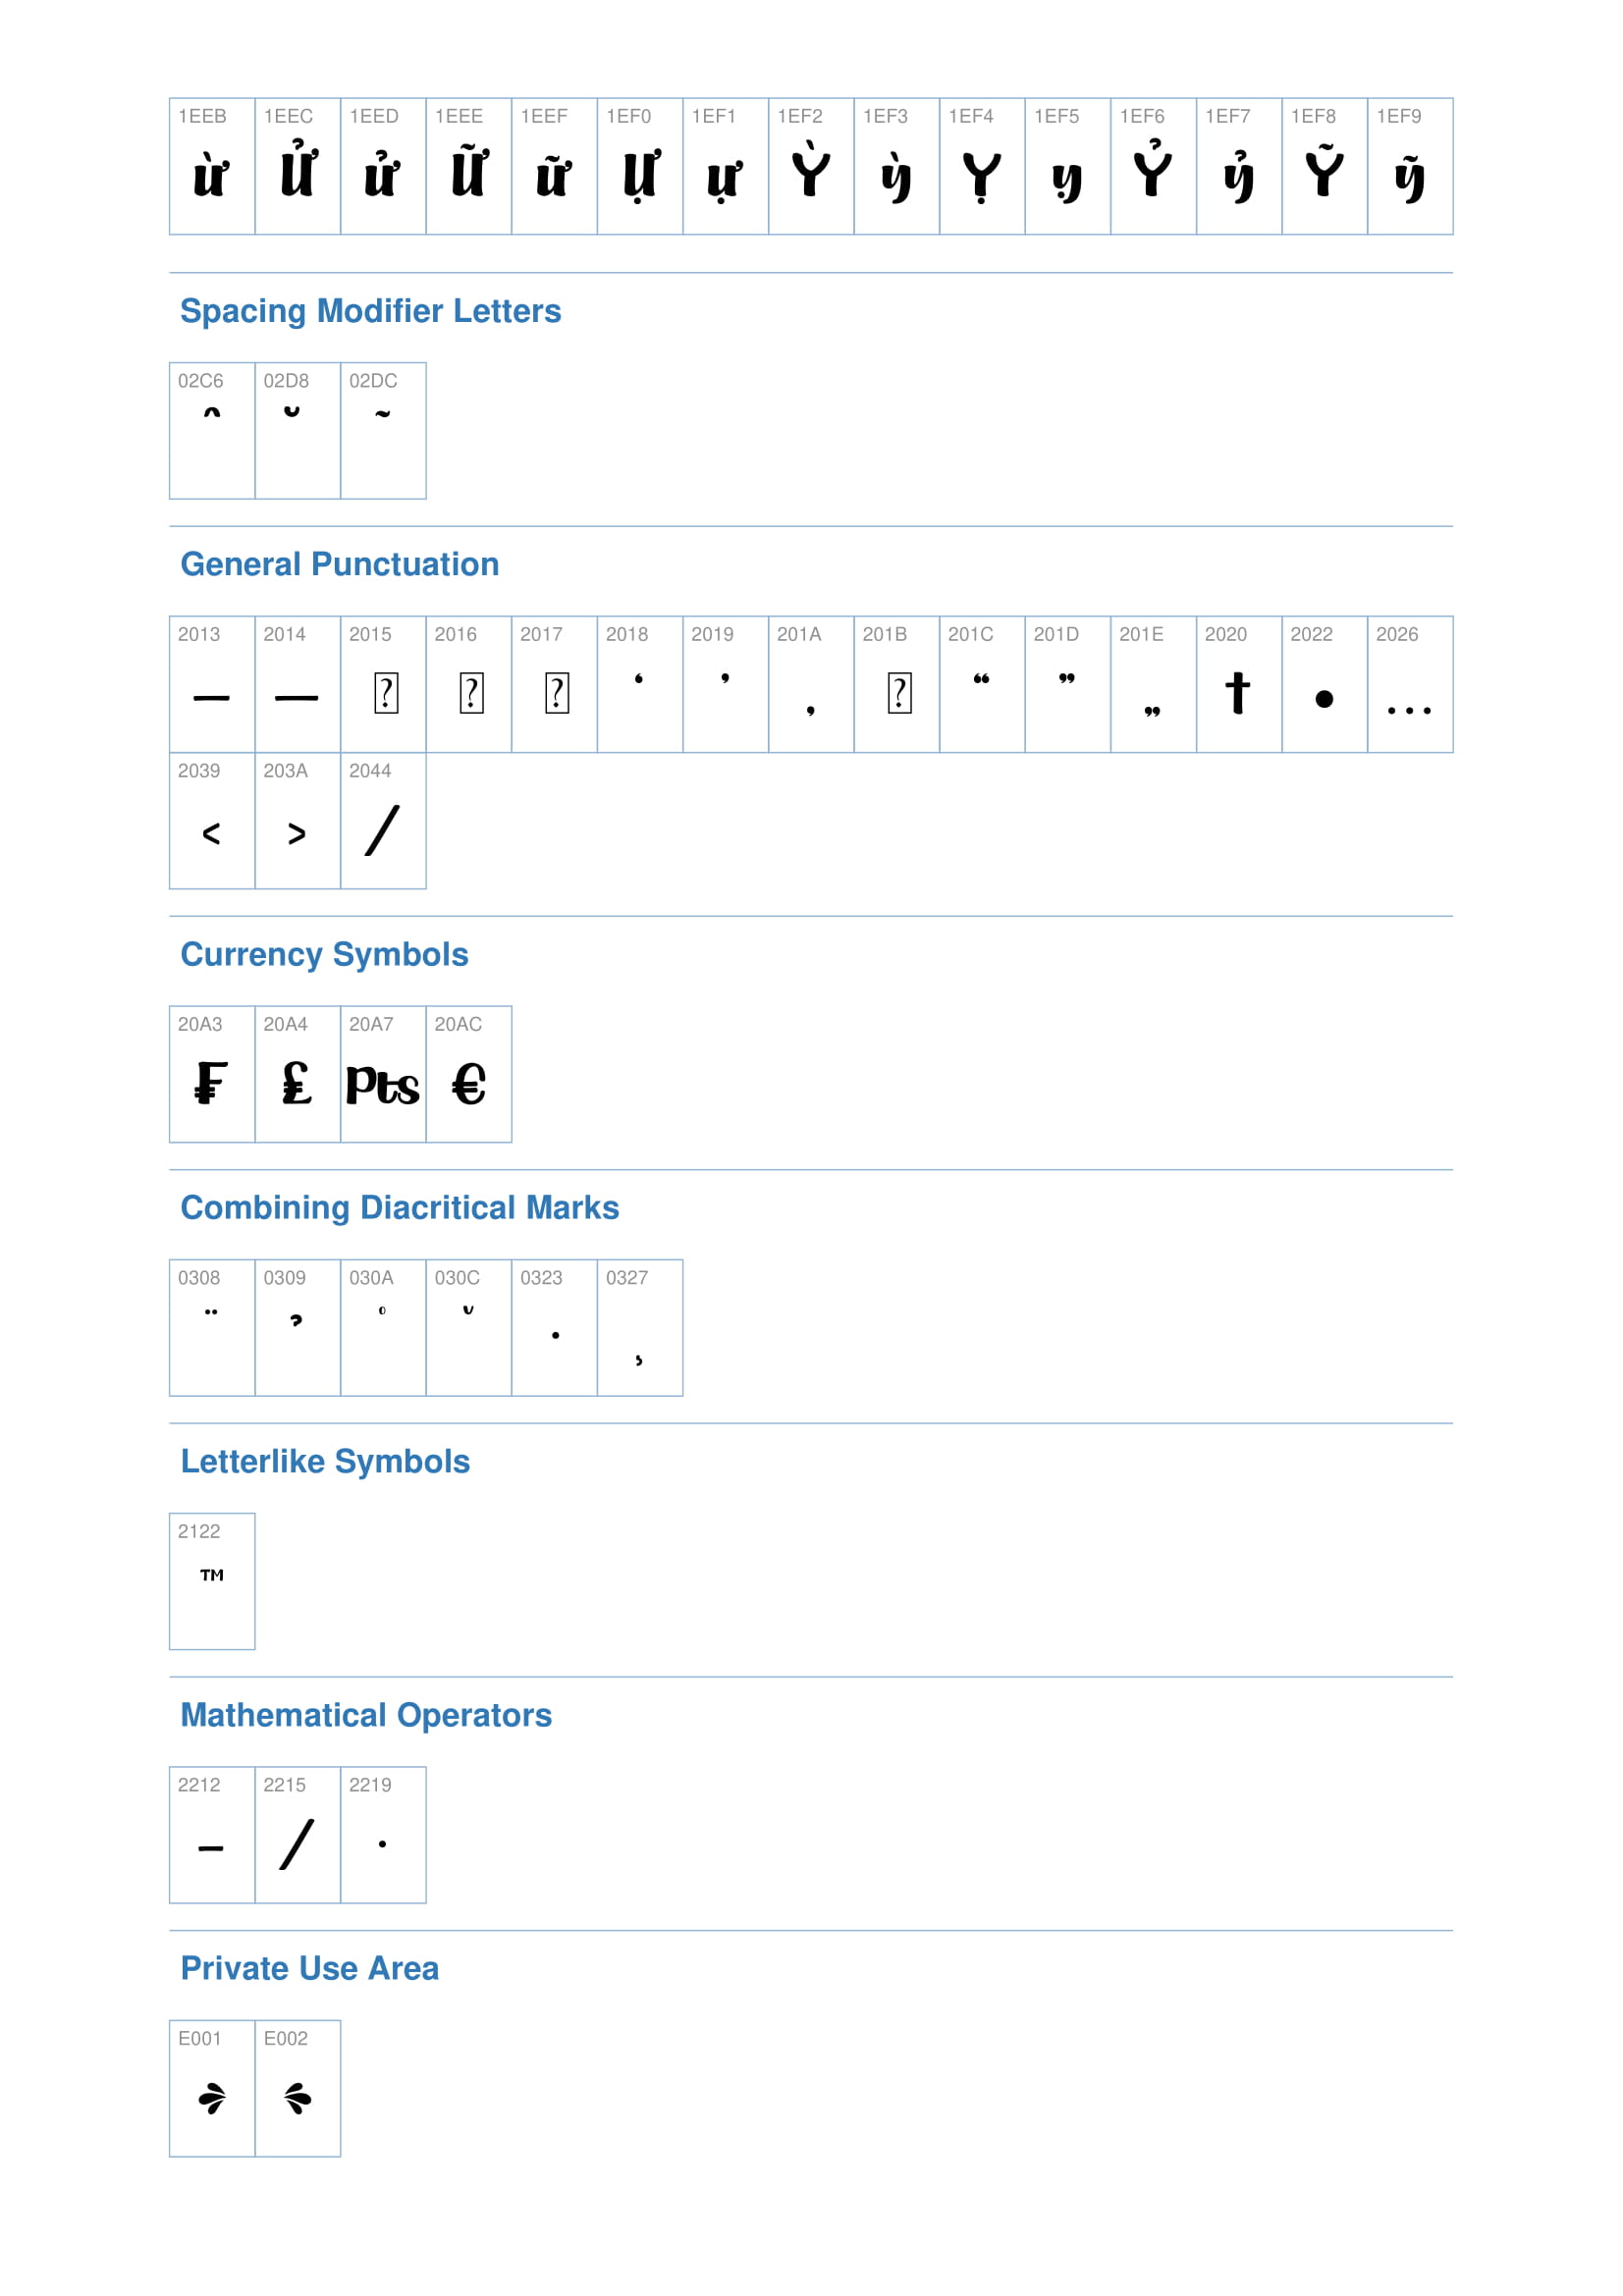 1EEB 1EEC 1EED 1EEE 1EEF 1EF0 1EF1 1EF2 1EF3 1EF4 1EF5 1EF6 1EF7 1EF8 1EF9
ừ Ử ử Ữ ữ Ự ự Ỳ ỳ Ỵ ỵ Ỷ ỷ Ỹ ỹ
Spacing Modifier Letters
02C6 02D8 02DC
ˆ ˘ ˜
General Punctuation
2013 2014 2015 2016 2017 2018 2019 201A 201B 201C 201D 201E 2020 2022 2026
– — ? ? ? ‘ ’ ‚ ? “ ” „ † • …
2039 203A 2044
‹ › ⁄
Currency Symbols
20A3 20A4 20A7 20AC
₣ ₤ ₧ €
Combining Diacritical Marks
0308 0309 030A 030C 0323 0327
̈ ̉ ̊ ̌ ̣ ̧
Letterlike Symbols
2122
™
Mathematical Operators
2212 2215 2219
− ∕ ∙
Private Use Area
E001 E002